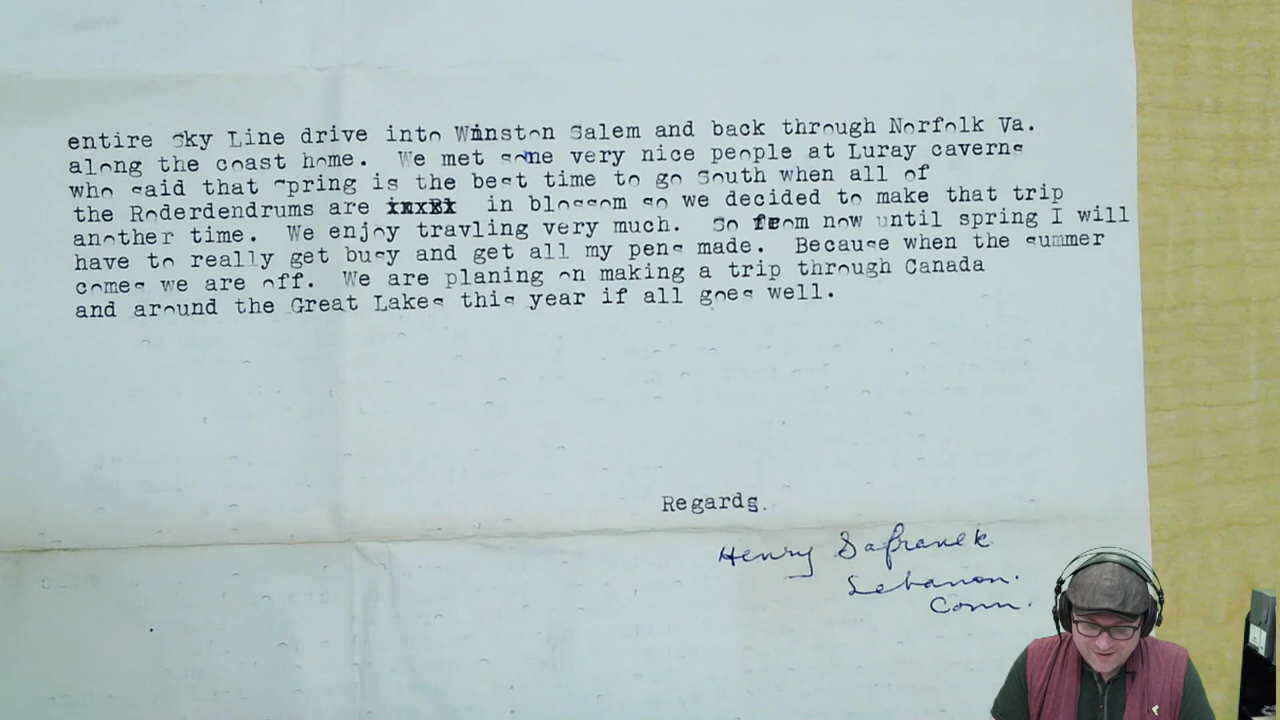 entire Sky Line drive into Winston Salem and back through Norfolk Va.
along the coast home. We met some very nice people at Luray caverns
who said that spring is the best time to go South when all of
the Roderdendrums are inxBx in blossom so we decided to make that trip
another time. We enjoy travling very much. So from now until spring I will
have to really get busy and get all my pens made. Because when the summer
comes we are off. We are planing on making a trip through Canada
and around the Great Lakes this year if all goes well.
Regards.
Henry Safranek
Lebanon.
Conn.